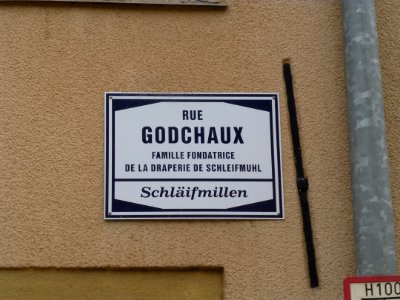 RUE
GODCHAUX
FAMILLE FONDATRICE
DE LA DRAPERIE DE SCHLEIFMUHL
Schläifmillen
H100